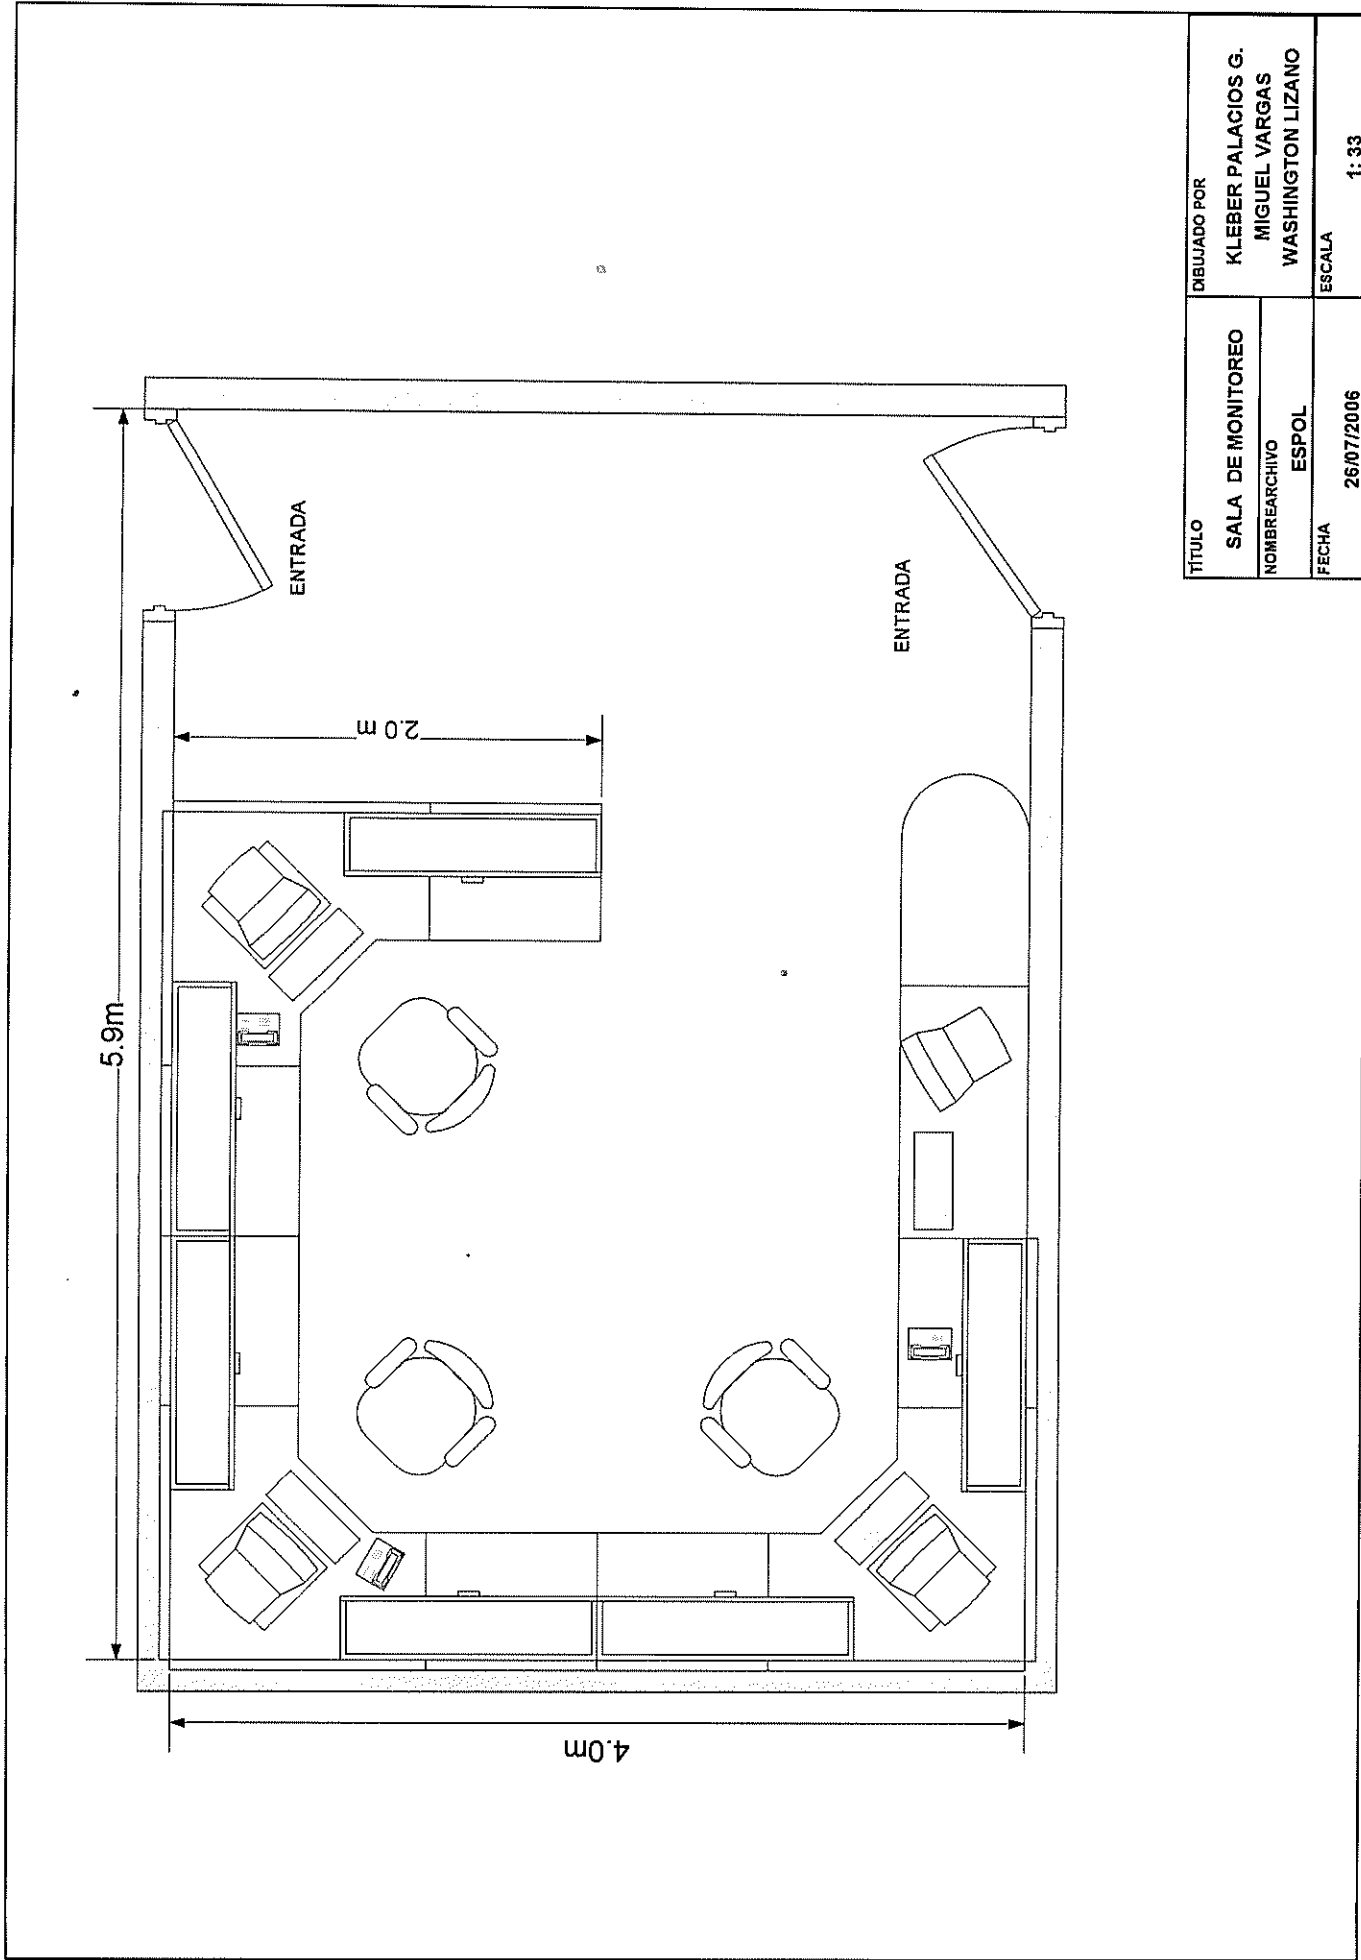 5.9m
ENTRADA
2.0 m
ENTRADA
4.0m
TÍTULO
SALA DE MONITOREO
NOMBREARCHIVO
ESPOL
FECHA
26/07/2006
DIBUJADO POR
KLEBER PALACIOS G.
MIGUEL VARGAS
WASHINGTON LIZANO
ESCALA
1: 33